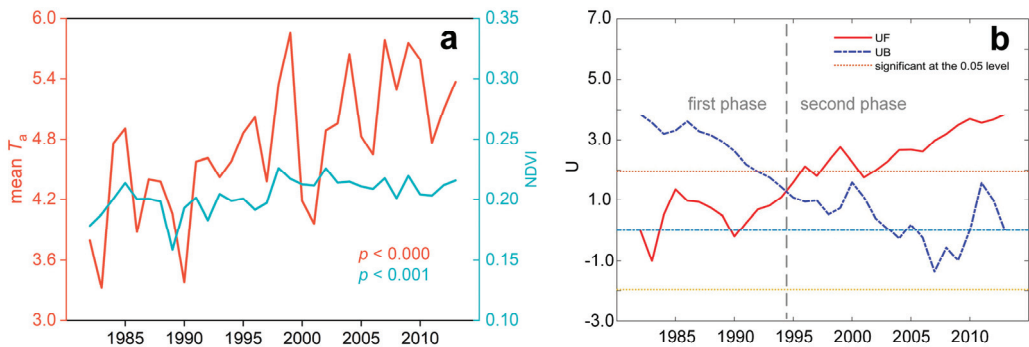 a
6.0
5.4
4.8
4.2
3.6
3.0
mean Ta
0.35
0.30
0.25
0.20
0.15
0.10
NDVI
p < 0.000
p < 0.001
1985 1990 1995 2000 2005 2010
b
7.0
5.0
3.0
1.0
-1.0
-3.0
U
UF
UB
significant at the 0.05 level
first phase second phase
1985 1990 1995 2000 2005 2010